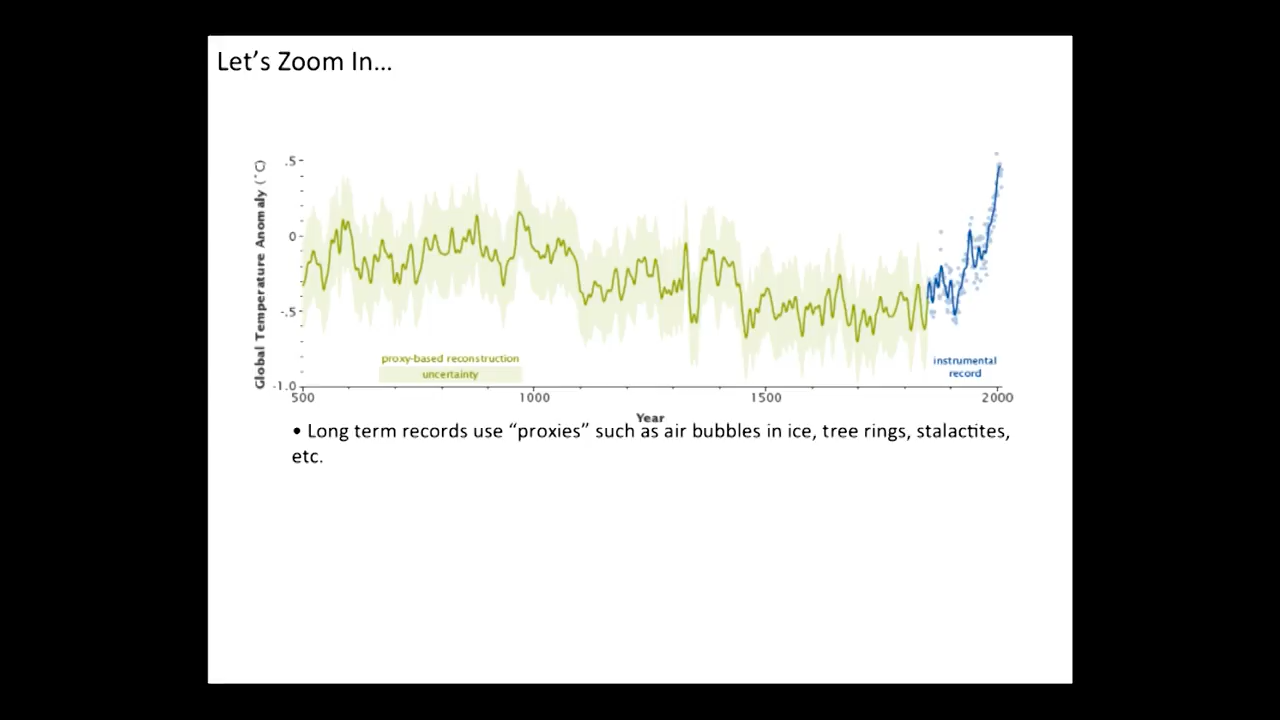 Let's Zoom In...
Global Temperature Anomaly (°C)
.5
0
-.5
-1.0
proxy-based reconstruction
uncertainty
instrumental
record
500
1000
1500
2000
Year
• Long term records use “proxies” such as air bubbles in ice, tree rings, stalactites,
etc.